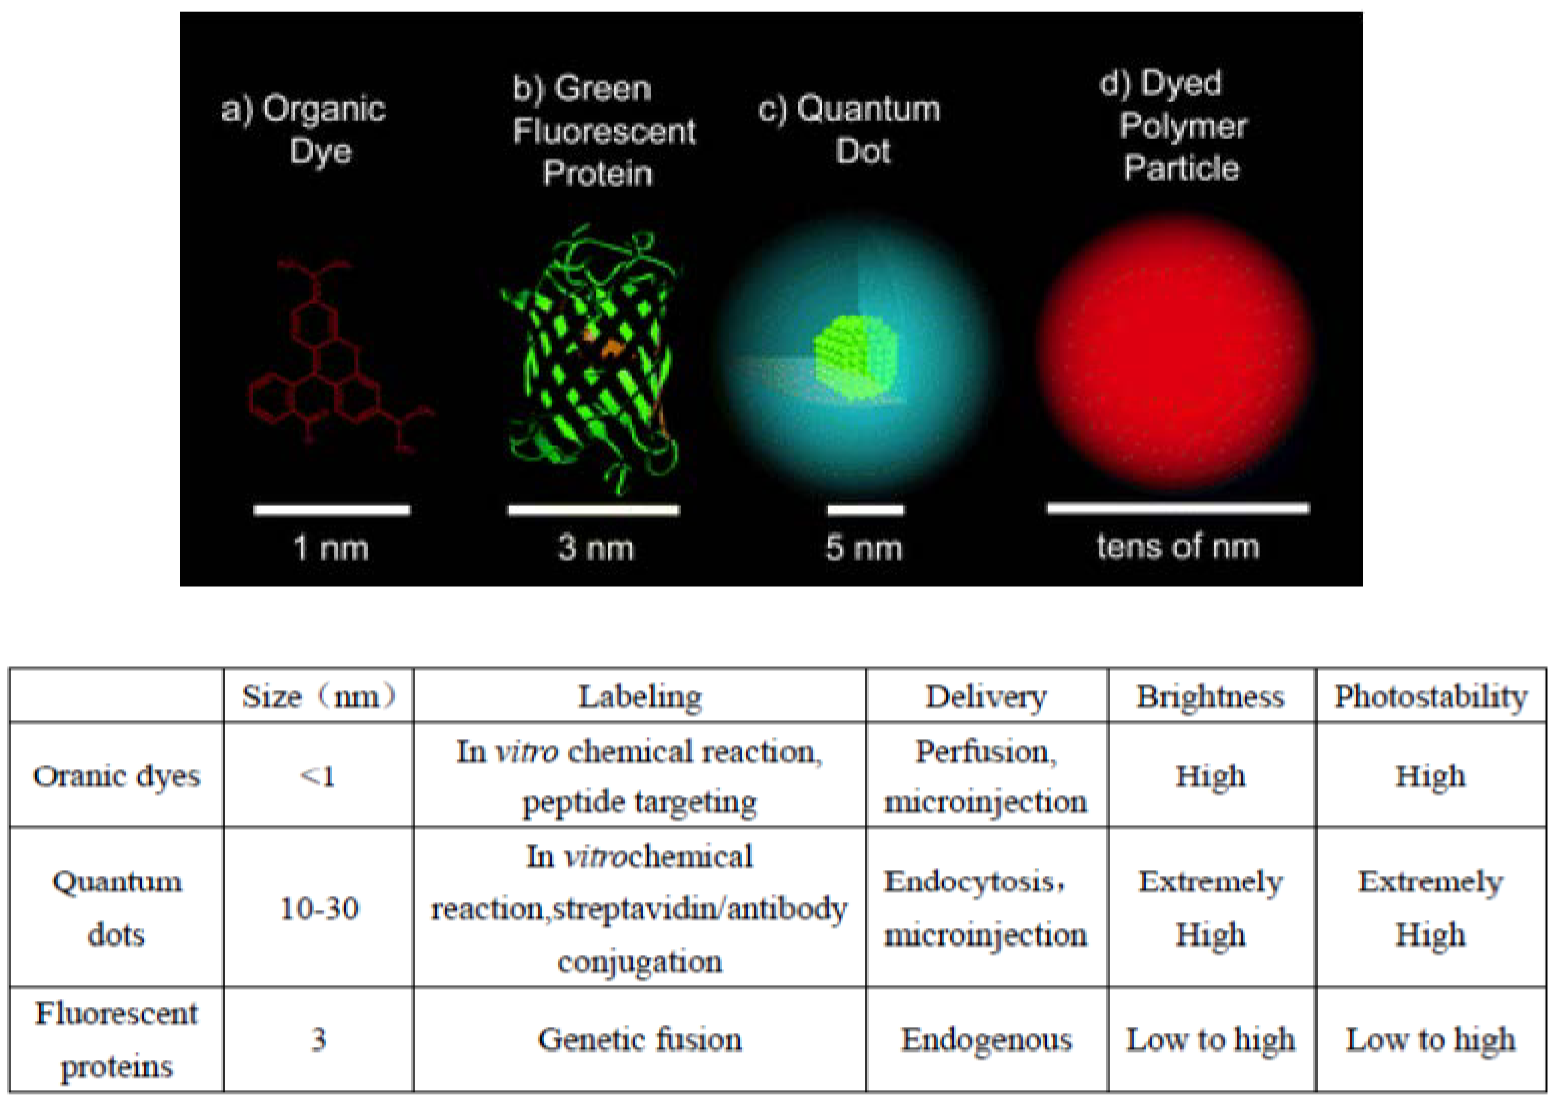 a) Organic
Dye
b) Green
Fluorescent
Protein
c) Quantum
Dot
d) Dyed
Polymer
Particle
1 nm
3 nm
5 nm
tens of nm
Size（nm） Labeling Delivery Brightness Photostability
Oranic dyes <1 In vitro chemical reaction, peptide targeting Perfusion, microinjection High High
Quantum dots 10-30 In vitrochemical reaction,streptavidin/antibody conjugation Endocytosis， microinjection Extremely High Extremely High
Fluorescent proteins 3 Genetic fusion Endogenous Low to high Low to high